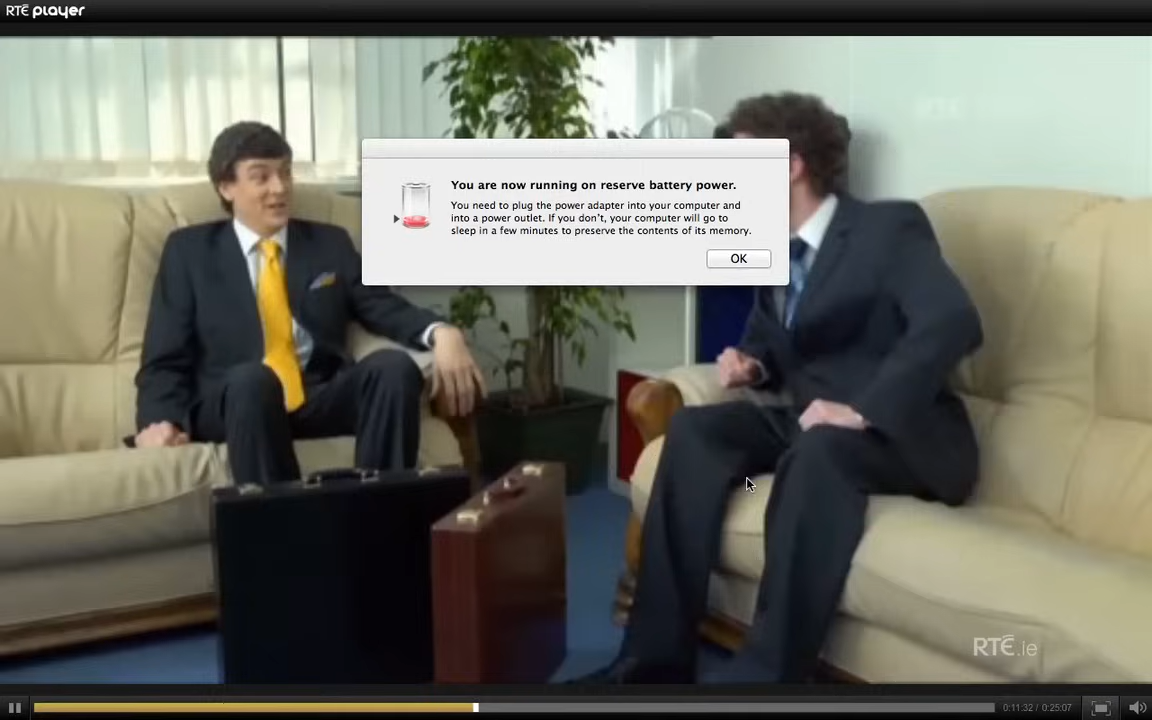 RTÉ player
You are now running on reserve battery power.
You need to plug the power adapter into your computer and
into a power outlet. If you don't, your computer will go to
sleep in a few minutes to preserve the contents of its memory.
OK
RTÉ.ie
0:11:32 / 0:25:07